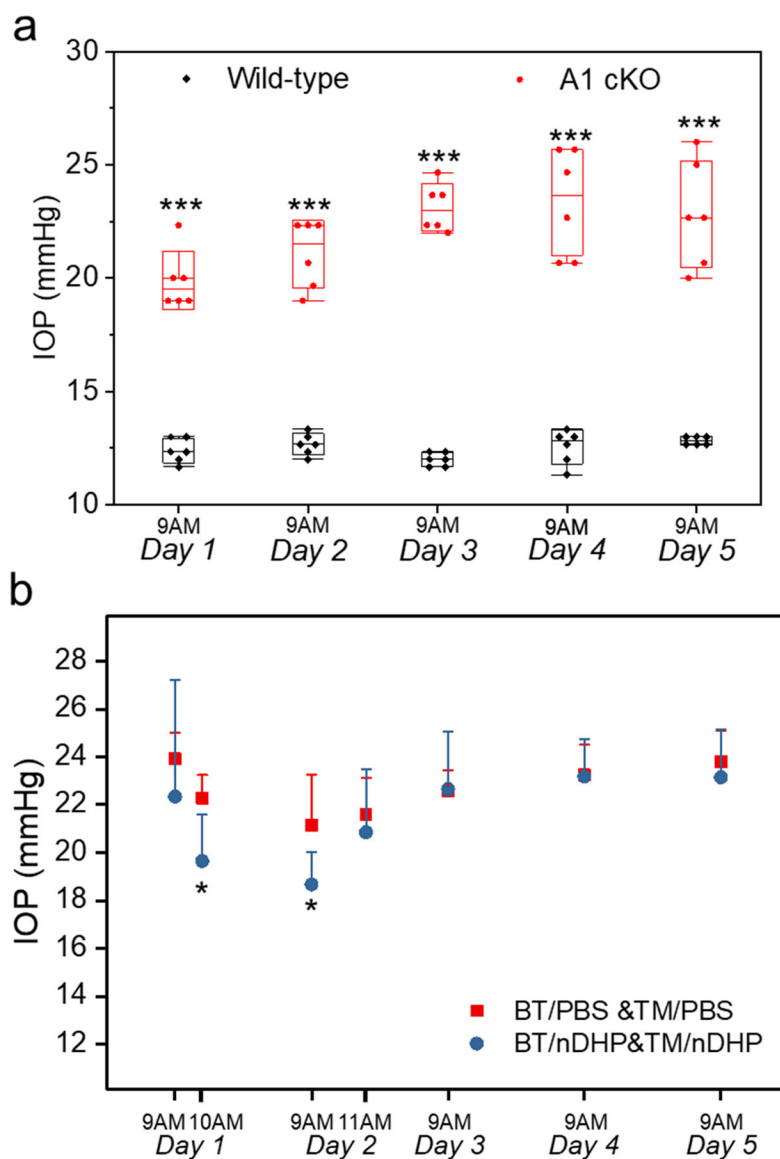 a
30
Wild-type A1 cKO
*** *** *** *** ***
25
IOP (mmHg)
20
15
10
9AM 9AM 9AM 9AM 9AM
Day 1 Day 2 Day 3 Day 4 Day 5
b
28
26
24
22
IOP (mmHg)
20
* *
18
16
14
BT/PBS &TM/PBS
BT/nDHP&TM/nDHP
12
9AM 10AM 9AM 11AM 9AM 9AM 9AM
Day 1 Day 2 Day 3 Day 4 Day 5